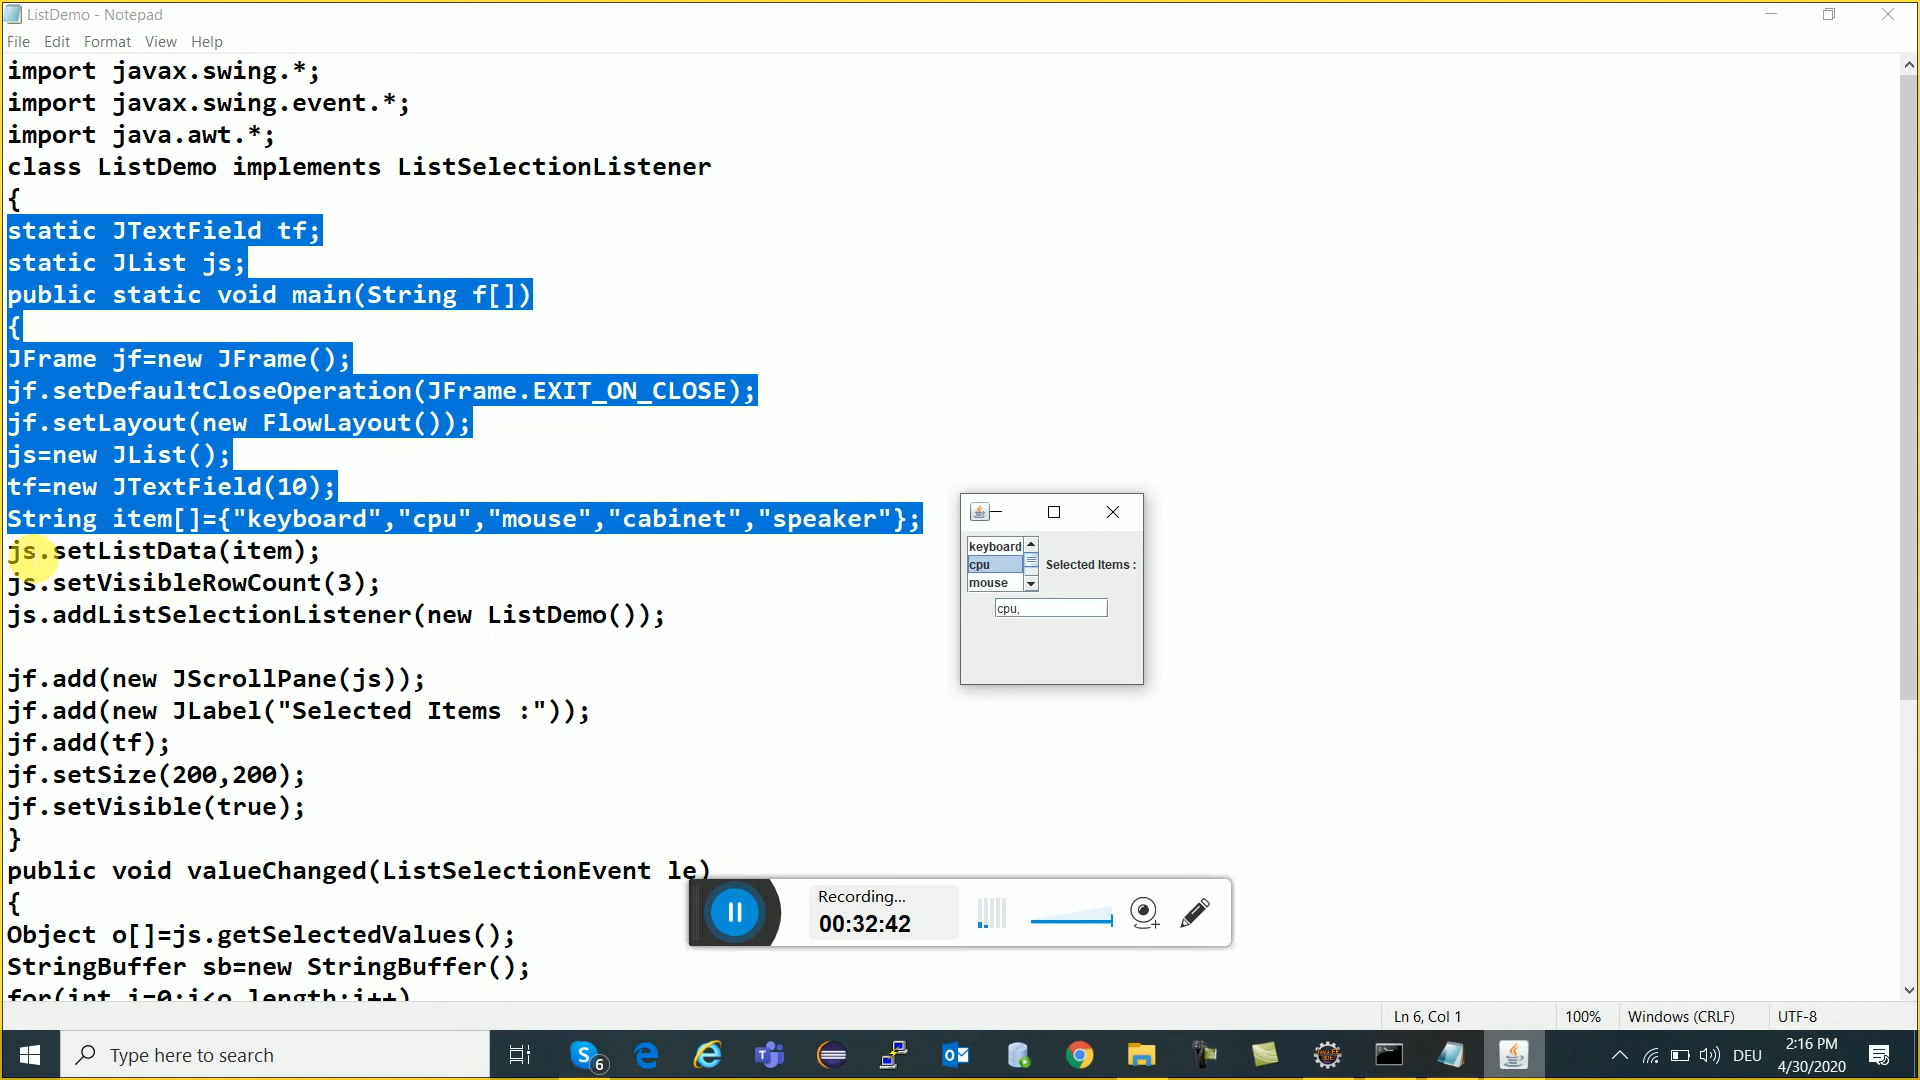 ListDemo - Notepad
File Edit Format View Help
import javax.swing.*;
import javax.swing.event.*;
import java.awt.*;
class ListDemo implements ListSelectionListener
{
static JTextField tf;
static JList js;
public static void main(String f[])
{
JFrame jf=new JFrame();
jf.setDefaultCloseOperation(JFrame.EXIT_ON_CLOSE);
jf.setLayout(new FlowLayout());
js=new JList();
tf=new JTextField(10);
String item[]={"keyboard","cpu","mouse","cabinet","speaker"};
js.setListData(item);
js.setVisibleRowCount(3);
js.addListSelectionListener(new ListDemo());
jf.add(new JScrollPane(js));
jf.add(new JLabel("Selected Items :"));
jf.add(tf);
jf.setSize(200,200);
jf.setVisible(true);
}
public void valueChanged(ListSelectionEvent le)
{
Object o[]=js.getSelectedValues();
StringBuffer sb=new StringBuffer();
for(int i=0;i<o.length;i++)
keyboard
cpu
mouse
Selected Items :
cpu,
Recording...
00:32:42
Ln 6, Col 1
100%
Windows (CRLF)
UTF-8
Type here to search
6
DEU
2:16 PM
4/30/2020